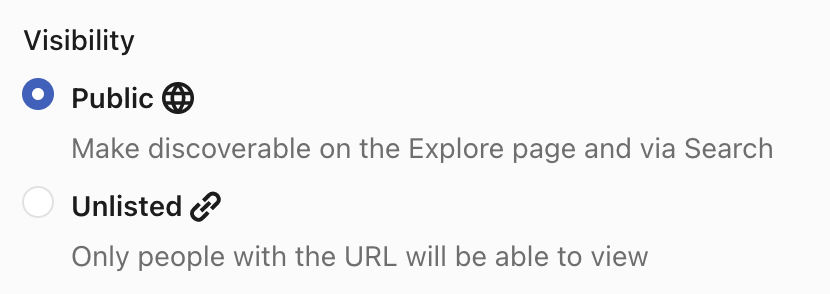 Visibility
Public
Make discoverable on the Explore page and via Search
Unlisted
Only people with the URL will be able to view